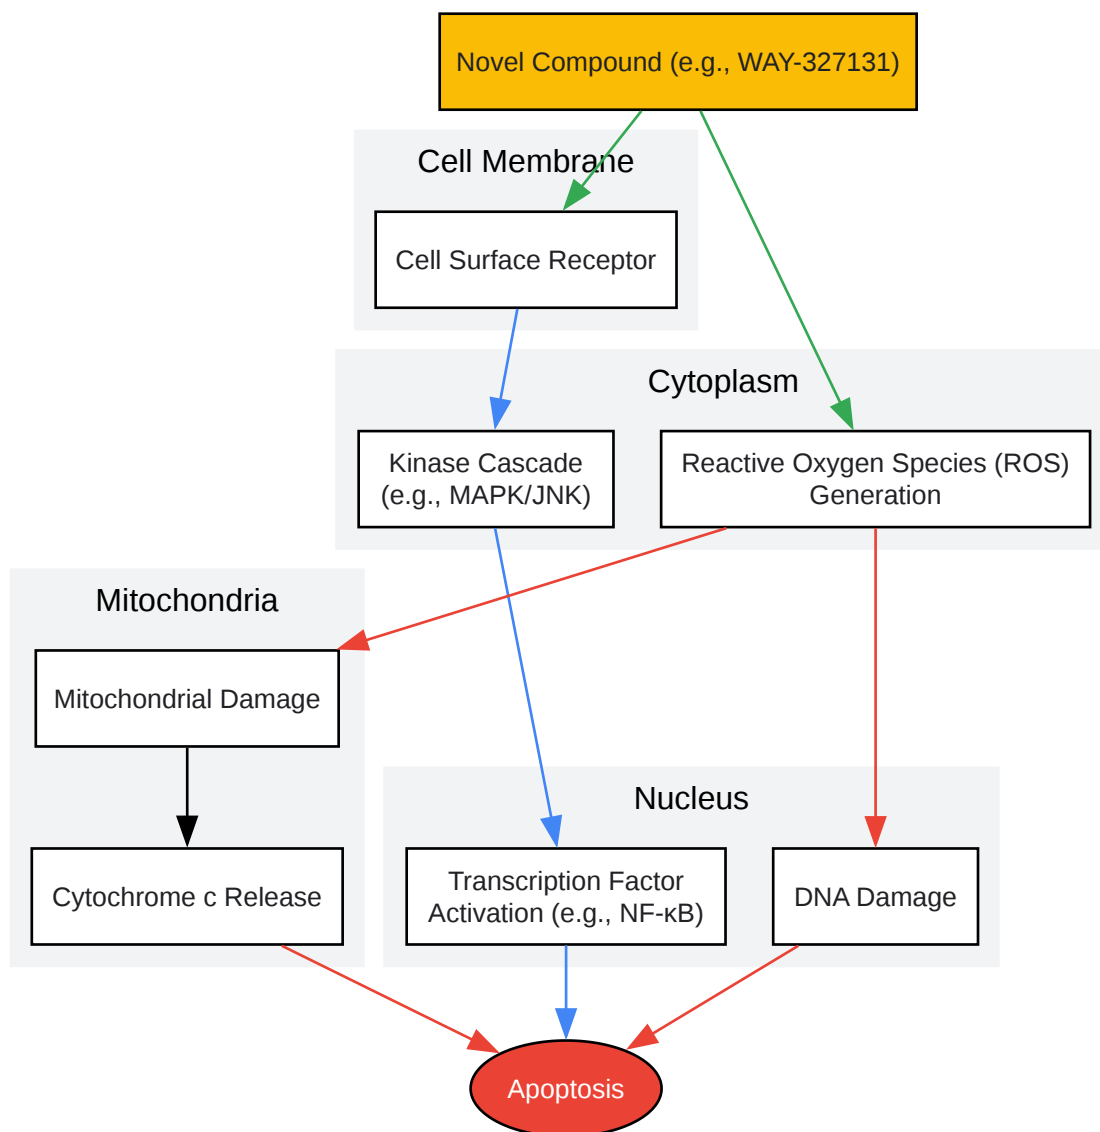 Novel Compound (e.g., WAY-327131)
Cell Membrane
Cell Surface Receptor
Cytoplasm
Kinase Cascade
(e.g., MAPK/JNK)
Reactive Oxygen Species (ROS)
Generation
Mitochondria
Mitochondrial Damage
Cytochrome c Release
Nucleus
Transcription Factor
Activation (e.g., NF-κB)
DNA Damage
Apoptosis